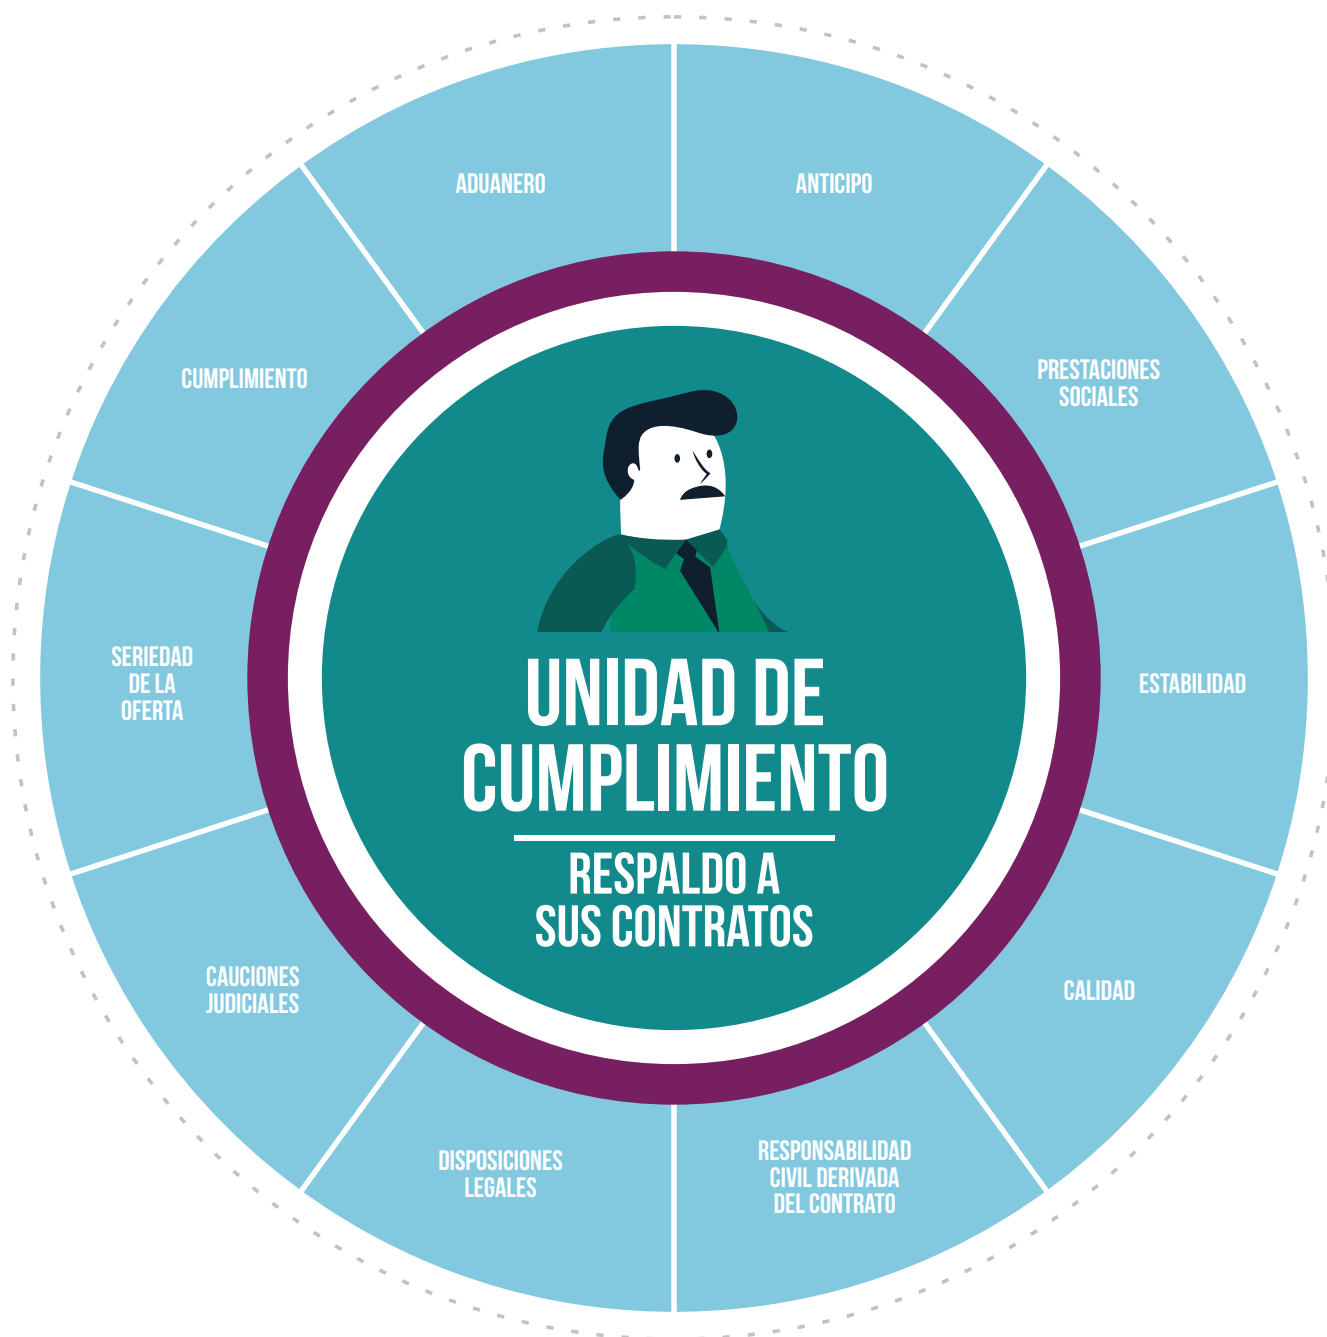 ADUANERO
ANTICIPO
PRESTACIONES
SOCIALES
ESTABILIDAD
CALIDAD
RESPONSABILIDAD
CIVIL DERIVADA
DEL CONTRATO
DISPOSICIONES
LEGALES
CAUCIONES
JUDICIALES
SERIEDAD
DE LA
OFERTA
CUMPLIMIENTO
UNIDAD DE
CUMPLIMIENTO
RESPALDO A
SUS CONTRATOS